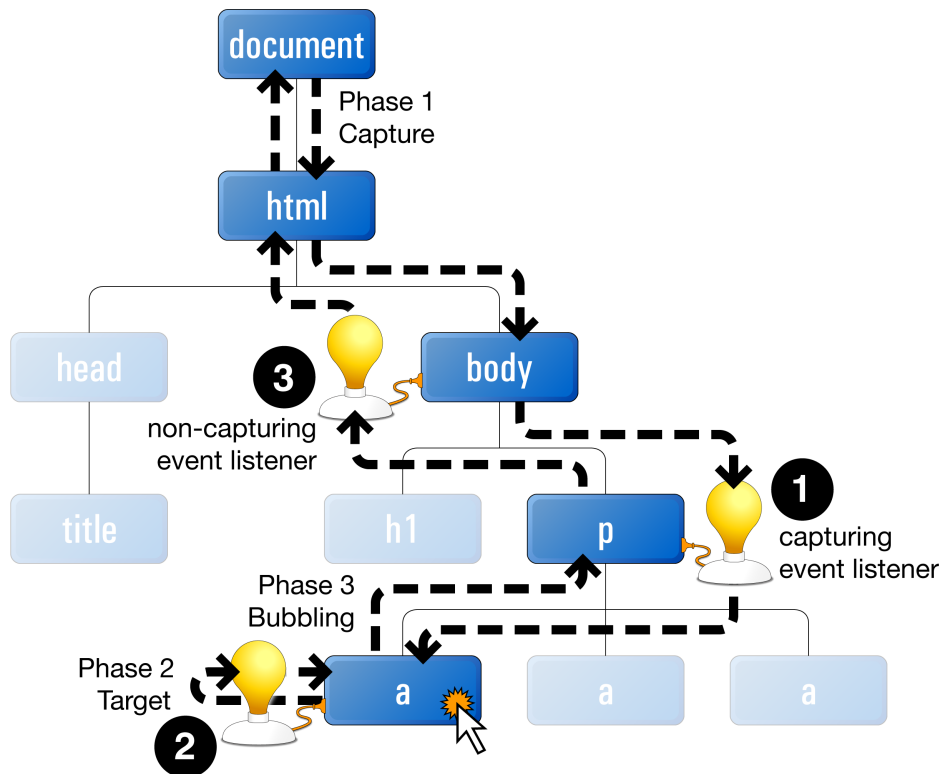 document
Phase 1
Capture
html
head
body
3
non-capturing
event listener
1
capturing
event listener
title
h1
p
Phase 3
Bubbling
Phase 2
Target
2
a
a
a